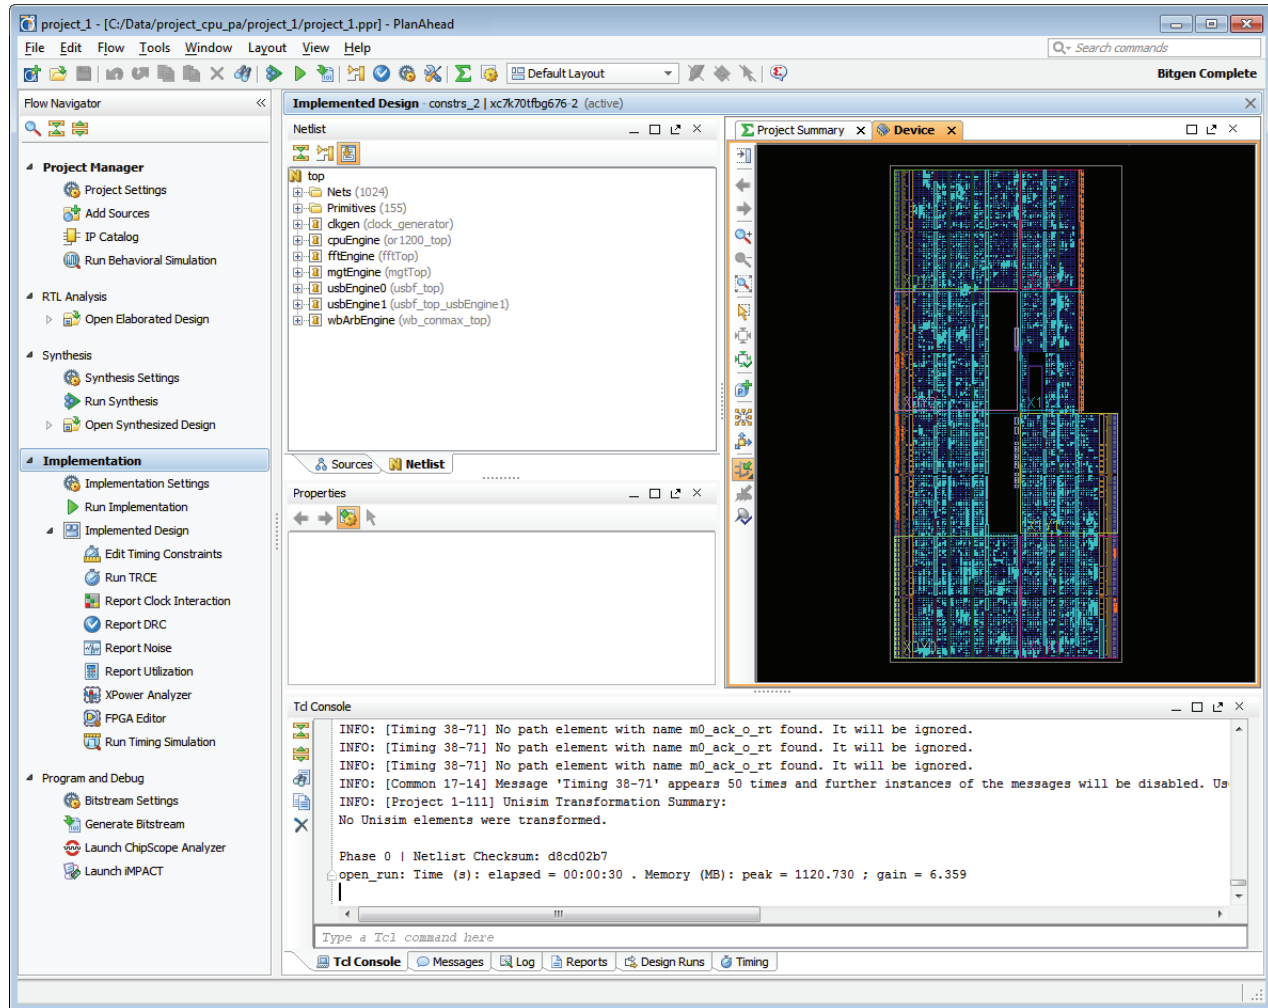 project_1 - [C:/Data/project_cpu_pa/project_1/project_1.ppr] - PlanAhead
File Edit Flow Tools Window Layout View Help
Search commands
Default Layout
Bitgen Complete
Flow Navigator
Project Manager
Project Settings
Add Sources
IP Catalog
Run Behavioral Simulation
RTL Analysis
Open Elaborated Design
Synthesis
Synthesis Settings
Run Synthesis
Open Synthesized Design
Implementation
Implementation Settings
Run Implementation
Implemented Design
Edit Timing Constraints
Run TRCE
Report Clock Interaction
Report DRC
Report Noise
Report Utilization
XPower Analyzer
FPGA Editor
Run Timing Simulation
Program and Debug
Bitstream Settings
Generate Bitstream
Launch ChipScope Analyzer
Launch iMPACT
Implemented Design - constrs_2 | xc7k70tfbg676-2 (active)
Netlist
top
Nets (1024)
Primitives (155)
clkgen (clock_generator)
cpuEngine (or1200_top)
fftEngine (fftTop)
mgtEngine (mgtTop)
usbEngine0 (usbf_top)
usbEngine1 (usbf_top_usbEngine1)
wbArbEngine (wb_conmax_top)
Sources Netlist
Properties
Project Summary Device
Tcl Console
INFO: [Timing 38-71] No path element with name m0_ack_o_rt found. It will be ignored.
INFO: [Timing 38-71] No path element with name m0_ack_o_rt found. It will be ignored.
INFO: [Timing 38-71] No path element with name m0_ack_o_rt found. It will be ignored.
INFO: [Common 17-14] Message 'Timing 38-71' appears 50 times and further instances of the messages will be disabled. Us
INFO: [Project 1-111] Unisim Transformation Summary:
No Unisim elements were transformed.
Phase 0 | Netlist Checksum: d8cd02b7
open_run: Time (s): elapsed = 00:00:30 . Memory (MB): peak = 1120.730 ; gain = 6.359
Type a Tcl command here
Tcl Console Messages Log Reports Design Runs Timing